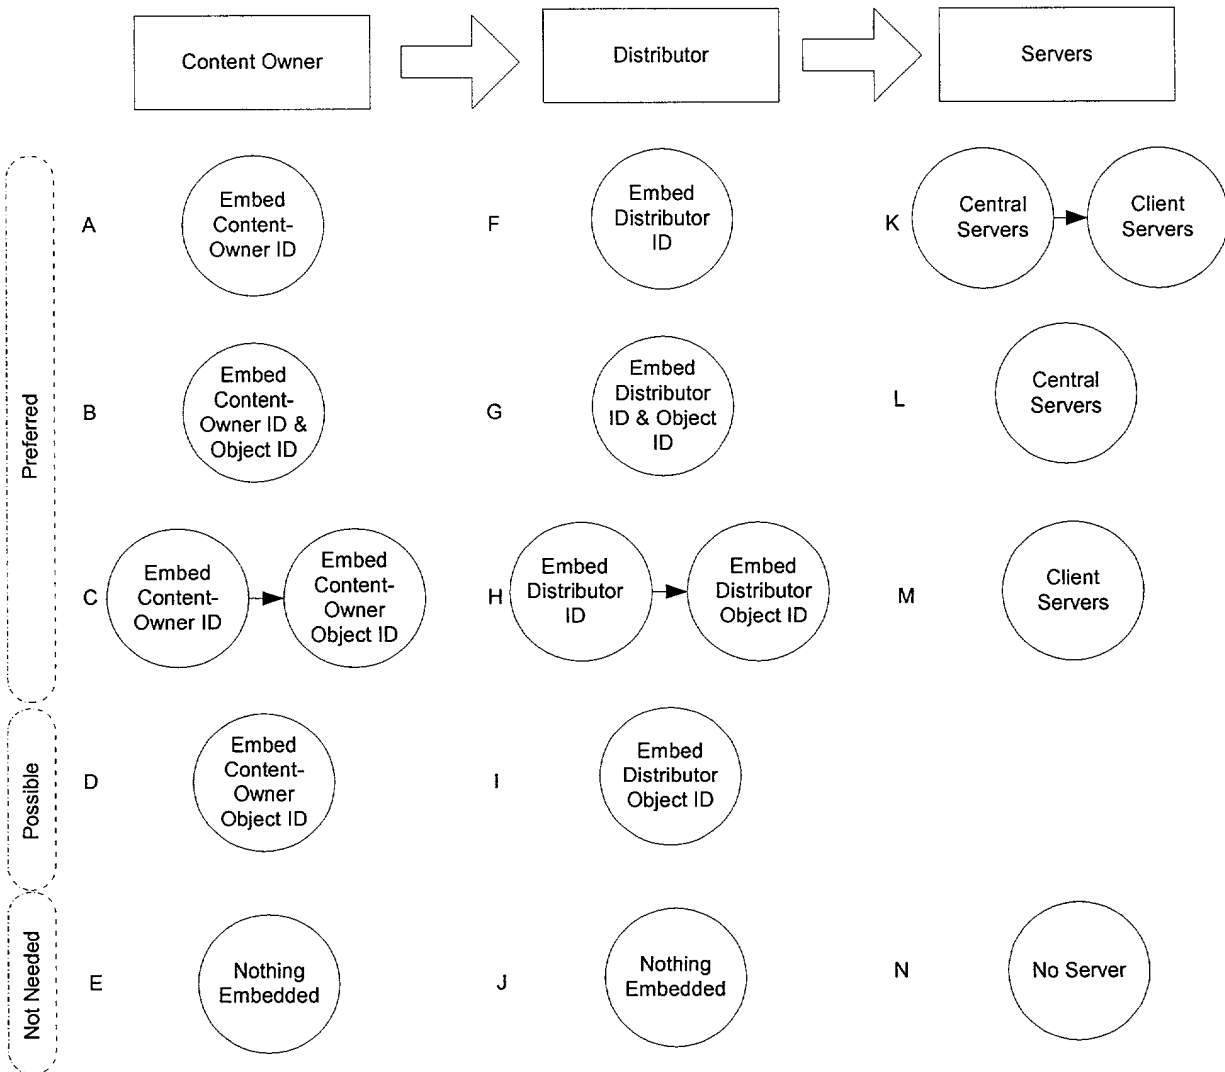 Content Owner
Distributor
Servers
Preferred
A
Embed
Content-
Owner ID
F
Embed
Distributor
ID
K
Central
Servers
Client
Servers
B
Embed
Content-
Owner ID &
Object ID
G
Embed
Distributor
ID & Object
ID
L
Central
Servers
C
Embed
Content-
Owner ID
Embed
Content-
Owner
Object ID
H
Embed
Distributor
ID
Embed
Distributor
Object ID
M
Client
Servers
Possible
D
Embed
Content-
Owner
Object ID
I
Embed
Distributor
Object ID
Not Needed
E
Nothing
Embedded
J
Nothing
Embedded
N
No Server